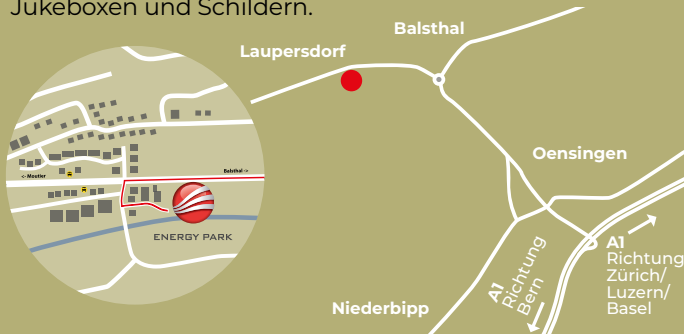 Jukeboxen und Schildern.
Balsthal
Laupersdorf
Oensingen
<- Moutier
Balsthal ->
ENERGY PARK
A1
Richtung
Zürich/
Luzern/
Basel
A1
Richtung
Bern
Niederbipp